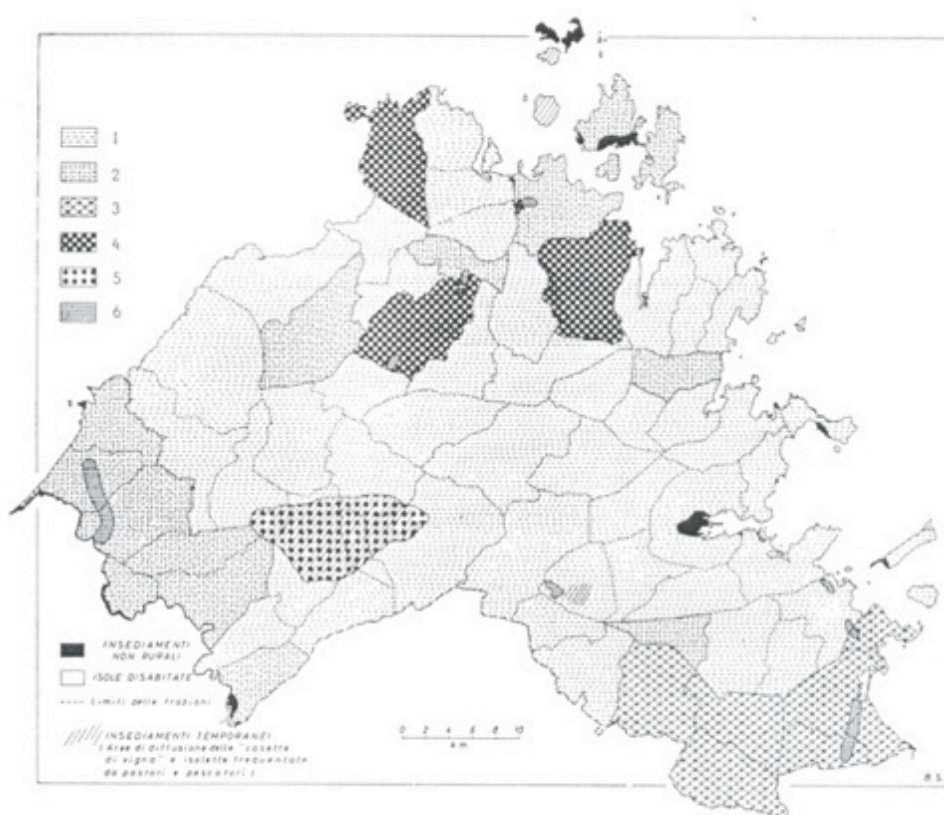 1
2
3
4
5
6
INSEDIAMENTI
NON RURALI
ISOLE DISABITATE
Limiti delle frazioni
INSEDIAMENTI TEMPORANEI
(Aree di diffusione delle "casette
di vigna" e isolette frequentate
da pastori e pescatori)
0 2 4 6 8 10
km
B.S.